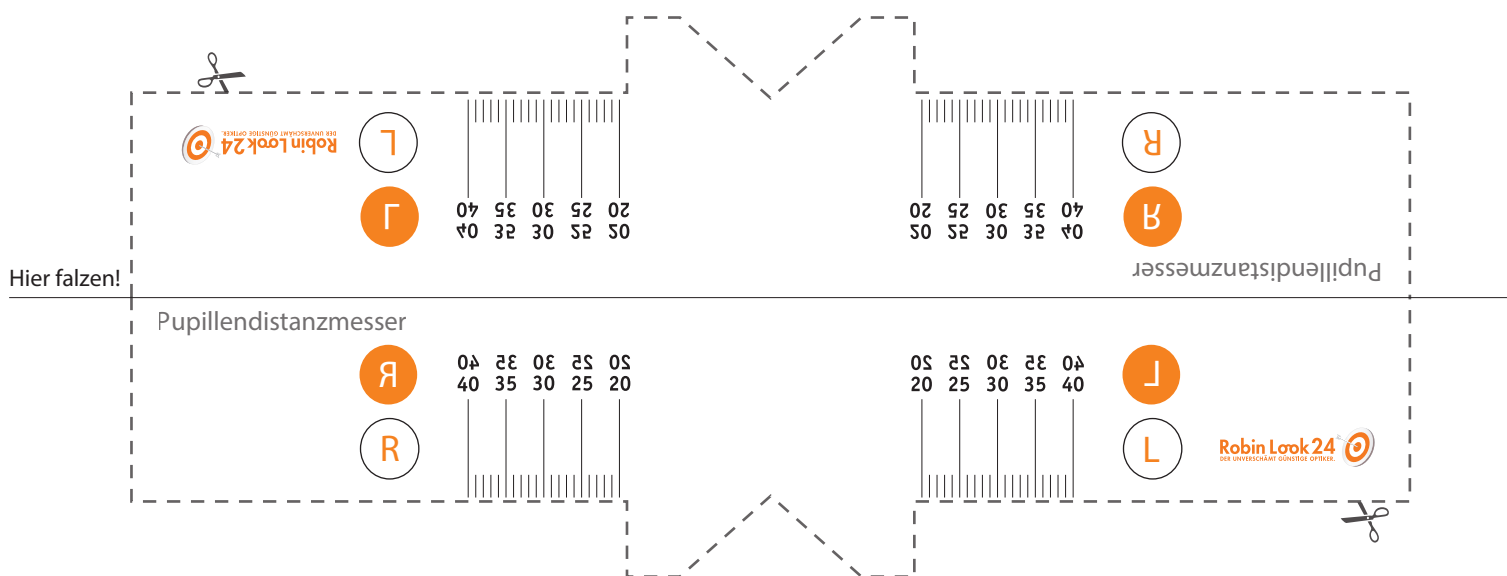 DER UNVERSCHÄMT GÜNSTIGE OPTIKER.
Robin Look 24
L
R
L
R
40 35 30 25 20
20 25 30 35 40
40 35 30 25 20
20 25 30 35 40
Pupillendistanzmesser
Hier falzen!
Pupillendistanzmesser
R
40 35 30 25 20
20 25 30 35 40
L
40 35 30 25 20
20 25 30 35 40
R
L
Robin Look 24
DER UNVERSCHÄMT GÜNSTIGE OPTIKER.